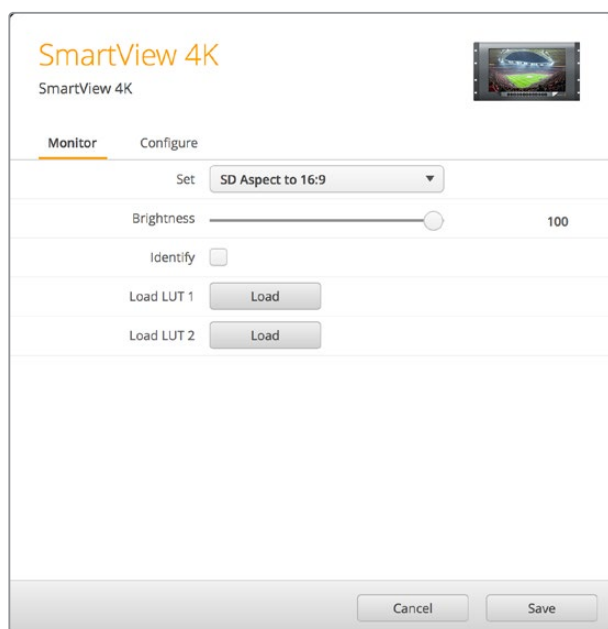 SmartView 4K
SmartView 4K
Monitor Configure
Set SD Aspect to 16:9
Brightness 100
Identify
Load LUT 1 Load
Load LUT 2 Load
Cancel Save